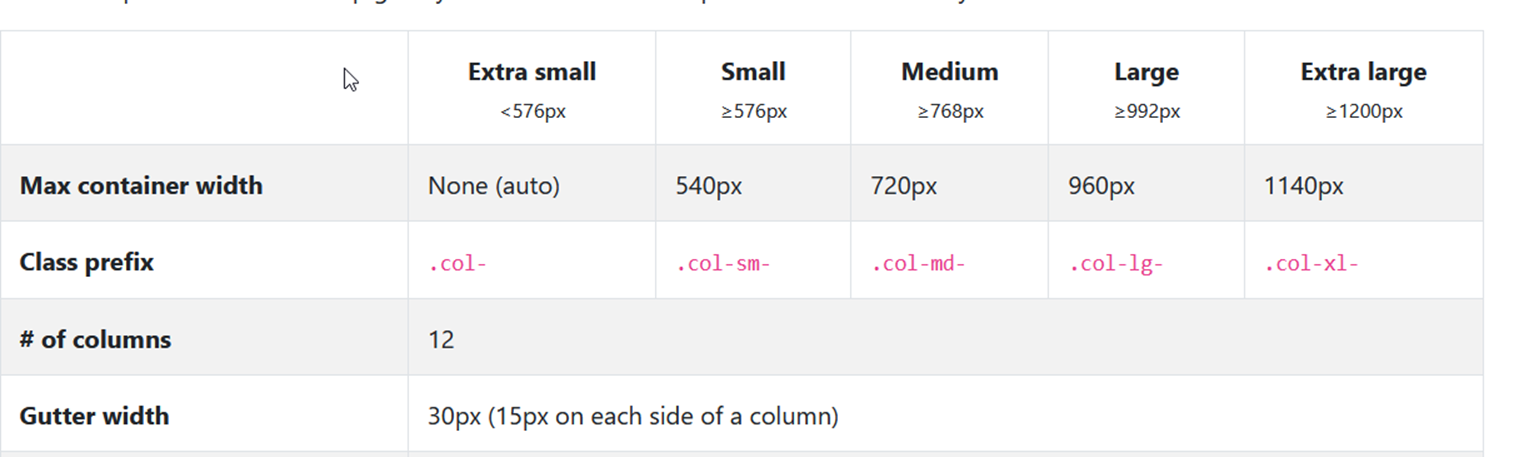 Extra small Small Medium Large Extra large
<576px ≥576px ≥768px ≥992px ≥1200px
Max container width None (auto) 540px 720px 960px 1140px
Class prefix .col- .col-sm- .col-md- .col-lg- .col-xl-
# of columns 12
Gutter width 30px (15px on each side of a column)